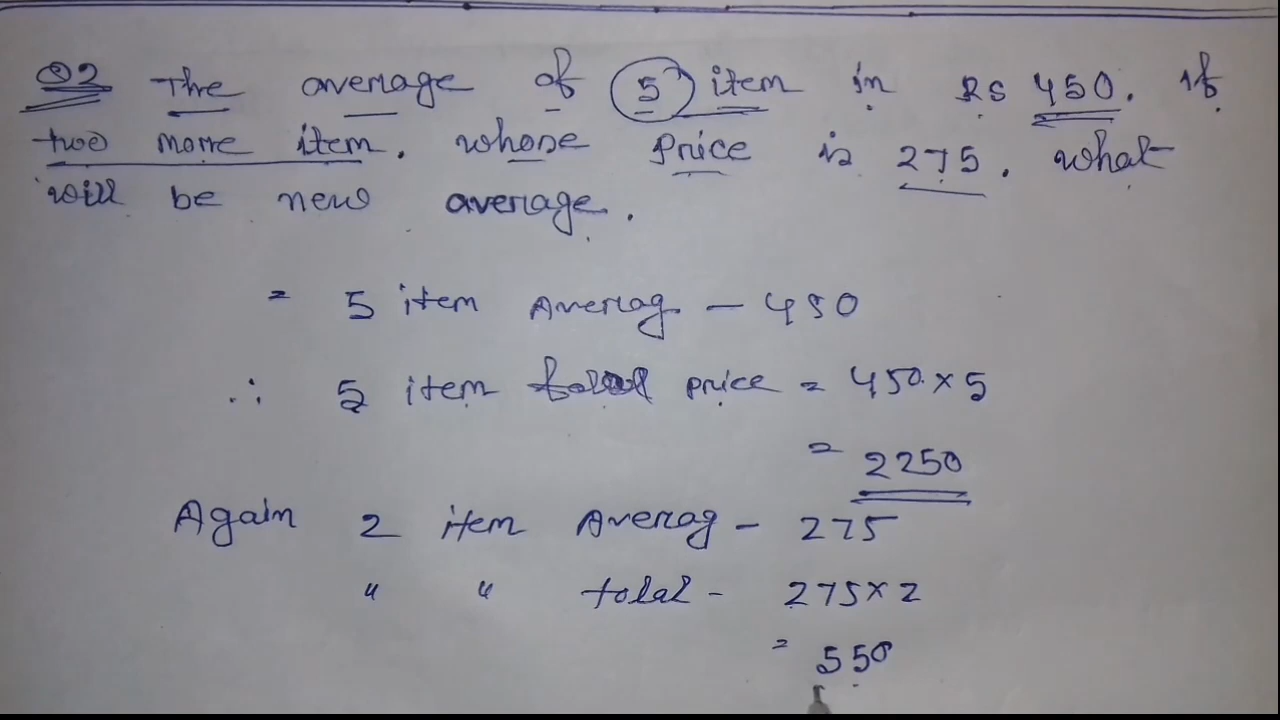 Q2 The average of 5 item in RS 450. If
two more item. whose Price is 275. what
will be new average.
= 5 item Averag - 450
∴ 5 item total price = 450 × 5
= 2250
Again 2 item Averag - 275
" " total - 275 × 2
= 550